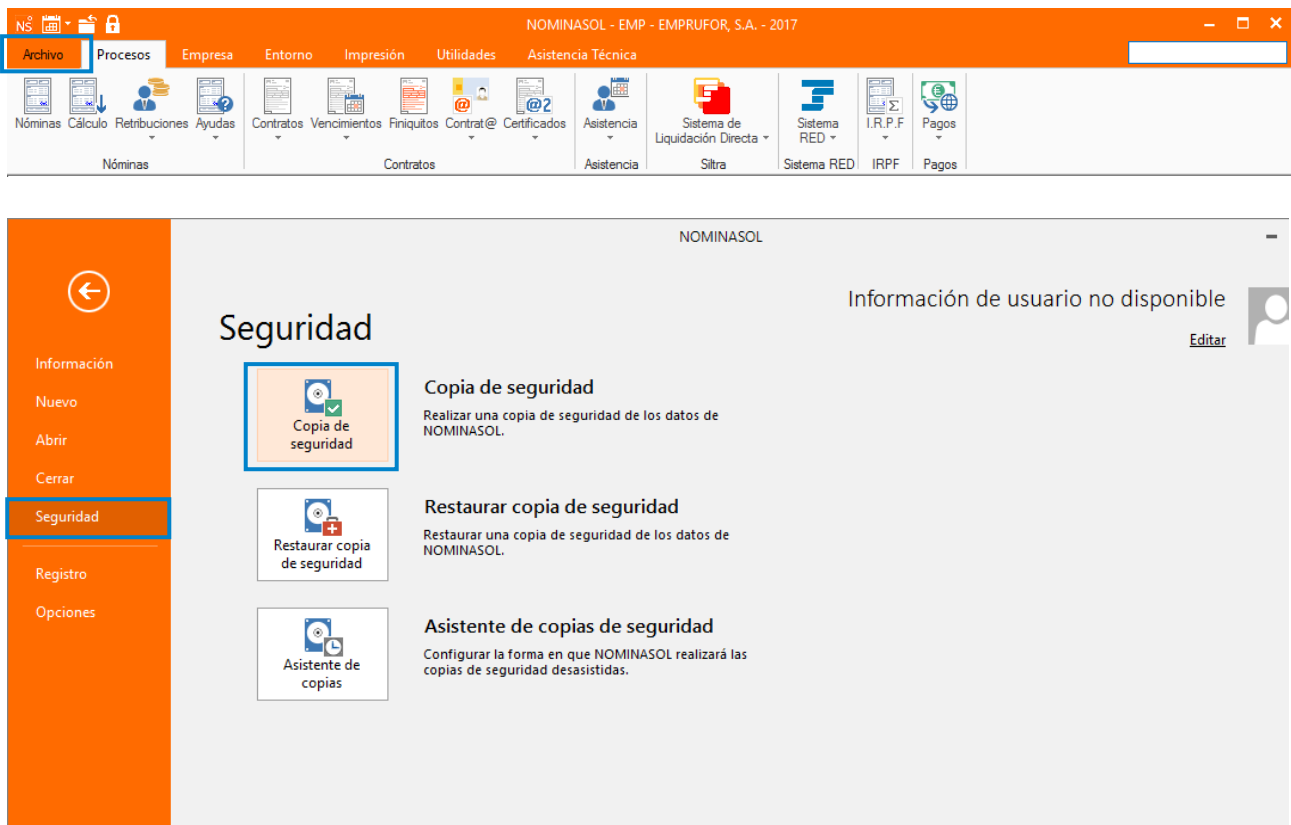 NOMINASOL - EMP - EMPRUFOR, S.A. - 2017
Archivo Procesos Empresa Entorno Impresión Utilidades Asistencia Técnica
Nóminas Cálculo Retribuciones Ayudas Contratos Vencimientos Finiquitos Contrat@ Certificados Asistencia Sistema de Liquidación Directa Sistema RED I.R.P.F Pagos
Nóminas Contratos Asistencia Siltra Sistema RED IRPF Pagos
NOMINASOL
Información de usuario no disponible
Editar
Seguridad
Información
Nuevo
Abrir
Cerrar
Seguridad
Registro
Opciones
Copia de
seguridad
Copia de seguridad
Realizar una copia de seguridad de los datos de
NOMINASOL.
Restaurar copia
de seguridad
Restaurar copia de seguridad
Restaurar una copia de seguridad de los datos de
NOMINASOL.
Asistente de
copias
Asistente de copias de seguridad
Configurar la forma en que NOMINASOL realizará las
copias de seguridad desasistidas.